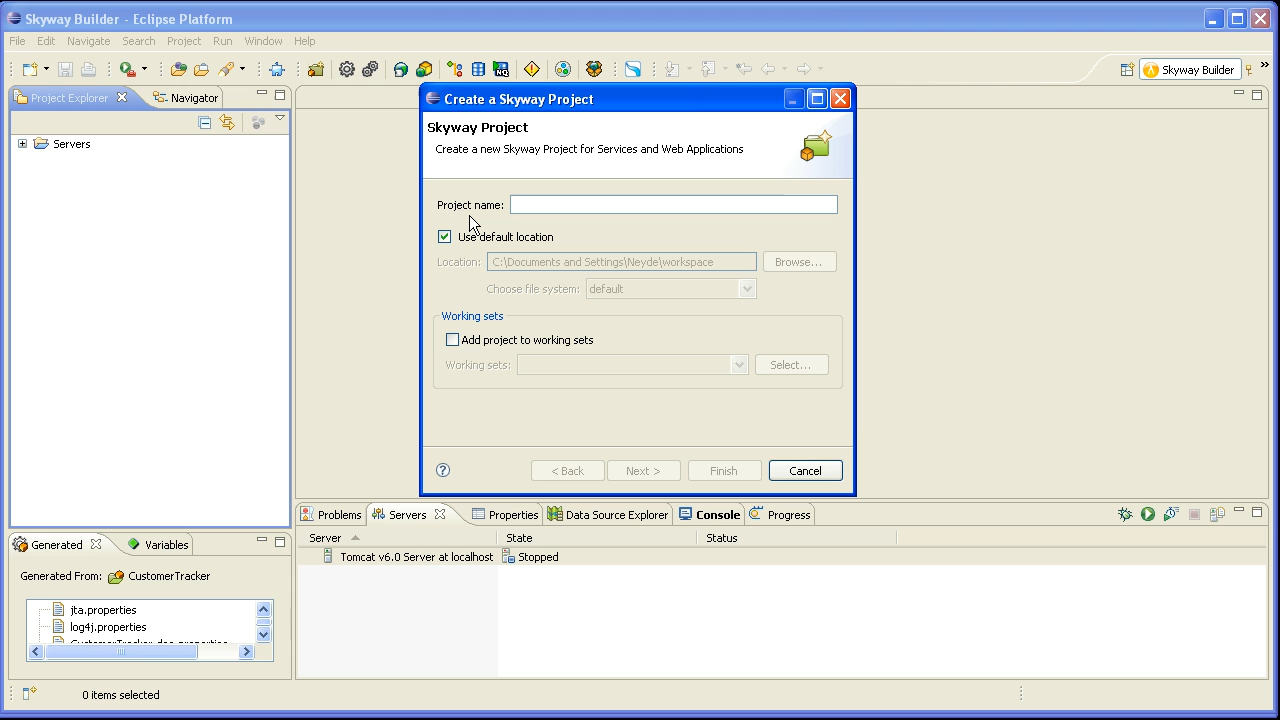 Skyway Builder - Eclipse Platform
File Edit Navigate Search Project Run Window Help
Skyway Builder
Project Explorer Navigator
Servers
Create a Skyway Project
Skyway Project
Create a new Skyway Project for Services and Web Applications
Project name:
Use default location
Location: C:\Documents and Settings\Neyde\workspace Browse...
Choose file system: default
Working sets
Add project to working sets
Working sets: Select...
< Back Next > Finish Cancel
Problems Servers Properties Data Source Explorer Console Progress
Server State Status
Tomcat v6.0 Server at localhost Stopped
Generated Variables
Generated From: CustomerTracker
jta.properties
log4j.properties
0 items selected